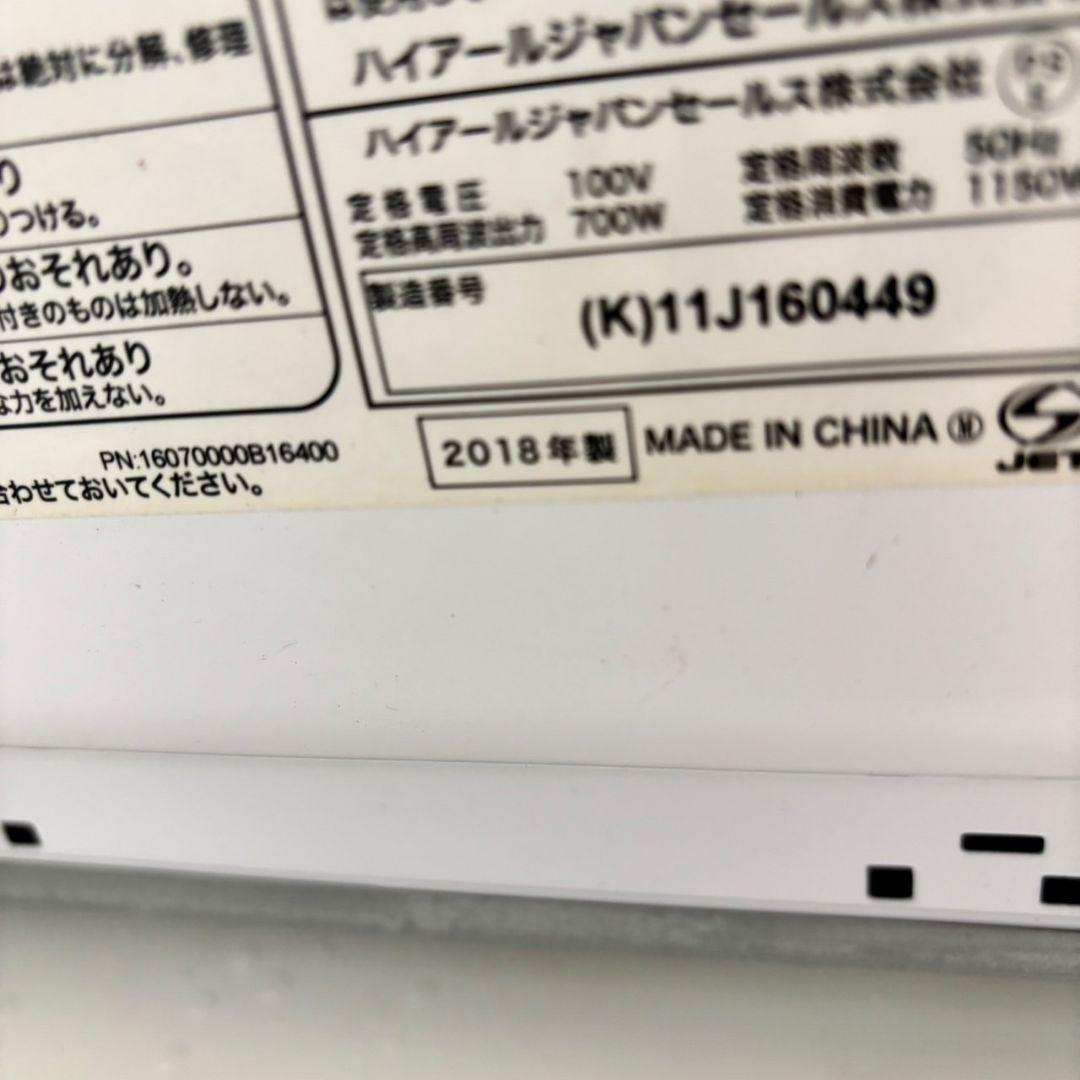 は絶対に分解、修理
り
つける。
おそれあり。
付きのものは加熱しない。
おそれあり
な力を加えない。
PN:16070000B16400
合わせておいてください。
ハイアールジャパンセールス株式会社
ハイアールジャパンセールス株式会社
定格電圧 100V 定格周波数 50Hz
定格高周波出力 700W 定格消費電力 1150W
製造番号 (K)11J160449
2018年製 MADE IN CHINA Ⓜ JET